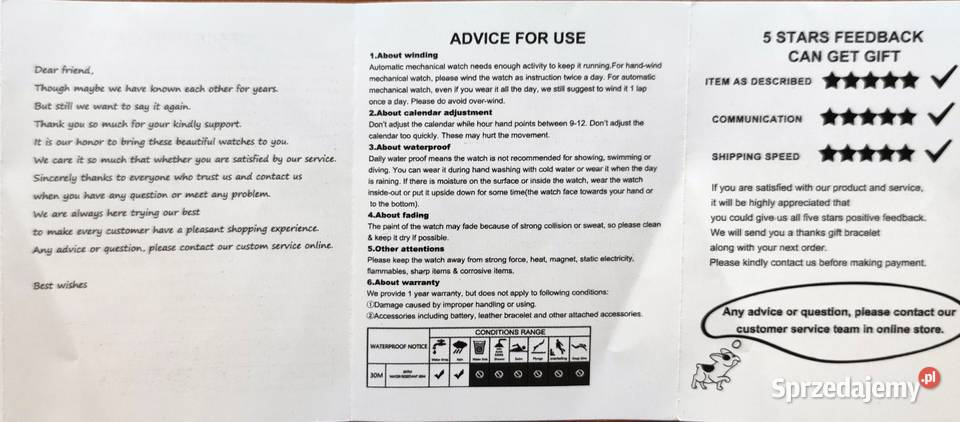 Dear friend,
Though maybe we have known each other for years.
But still we want to say it again.
Thank you so much for your kindly support.
It is our honor to bring these beautiful watches to you.
We care it so much that whether you are satisfied by our service.
Sincerely thanks to everyone who trust us and contact us
when you have any question or meet any problem.
We are always here trying our best
to make every customer have a pleasant shopping experience.
Any advice or question, please contact our custom service online.
Best wishes
ADVICE FOR USE
1.About winding
Automatic mechanical watch needs enough activity to keep it running.For hand-wind
mechanical watch, please wind the watch as instruction twice a day. For automatic
mechanical watch, even if you wear it all the day, we still suggest to wind it 1 lap
once a day. Please do avoid over-wind.
2.About calendar adjustment
Don't adjust the calendar while hour hand points between 9-12. Don't adjust the
calendar too quickly. These may hurt the movement.
3.About waterproof
Daily water proof means the watch is not recommended for showing, swimming or
diving. You can wear it during hand washing with cold water or wear it when the day
is raining. If there is moisture on the surface or inside the watch, wear the watch
inside-out or put it upside down for some time(the watch face towards your hand or
to the bottom).
4.About fading
The paint of the watch may fade because of strong collision or sweat, so please clean
& keep it dry if possible.
5.Other attentions
Please keep the watch away from strong force, heat, magnet, static electricity,
flammables, sharp items & corrosive items.
6.About warranty
We provide 1 year warranty, but does not apply to following conditions:
①Damage caused by improper handling or using.
②Accessories including battery, leather bracelet and other attached accessories.
WATERPROOF NOTICE
CONDITIONS RANGE
Rain
Shower
Swim
Plunge
30M
WATER RESISTANT 30M
5 STARS FEEDBACK
CAN GET GIFT
ITEM AS DESCRIBED ★★★★★ ✓
COMMUNICATION ★★★★★ ✓
SHIPPING SPEED ★★★★★ ✓
If you are satisfied with our product and service,
it will be highly appreciated that
you could give us all five stars positive feedback.
We will send you a thanks gift bracelet
along with your next order.
Please kindly contact us before making payment.
Any advice or question, please contact our
customer service team in online store.
Sprzedajemy.pl